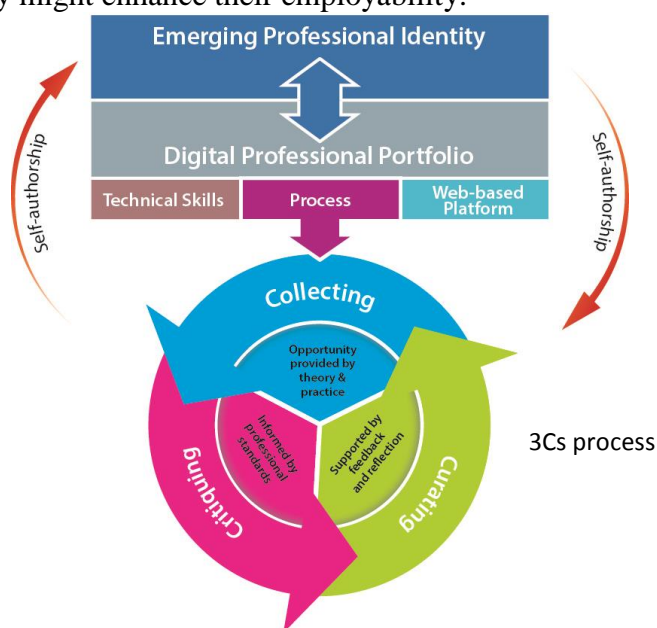 y might enhance their employability.
Emerging Professional Identity
Digital Professional Portfolio
Technical Skills
Process
Web-based
Platform
Self-authorship
Self-authorship
Collecting
Opportunity
provided by
theory &
practice
Informed by
professional
standards
Supported by
feedback
and reflection
Critiquing
Curating
3Cs process